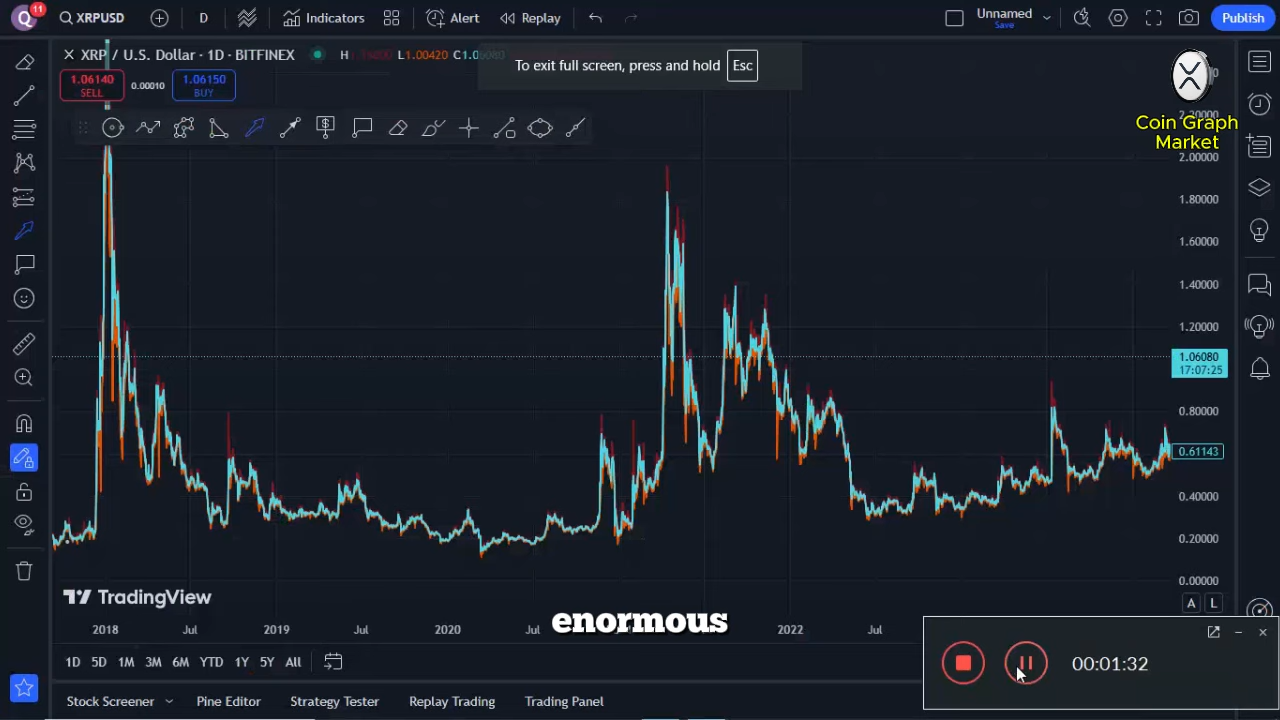 Q 11 XRPUSD D Indicators Alert Replay Unnamed Save Publish
XRP / U.S. Dollar · 1D · BITFINEX H L1.00420
To exit full screen, press and hold Esc
1.06140 SELL 0.00010 1.06150 BUY
Coin Graph
Market
2.00000
1.80000
1.60000
1.40000
1.20000
1.06080
17:07:25
0.80000
0.61143
0.40000
0.20000
0.00000
TradingView
A L
enormous
2018 Jul 2019 Jul 2020 Jul 2022 Jul
1D 5D 1M 3M 6M YTD 1Y 5Y All
00:01:32
Stock Screener Pine Editor Strategy Tester Replay Trading Trading Panel